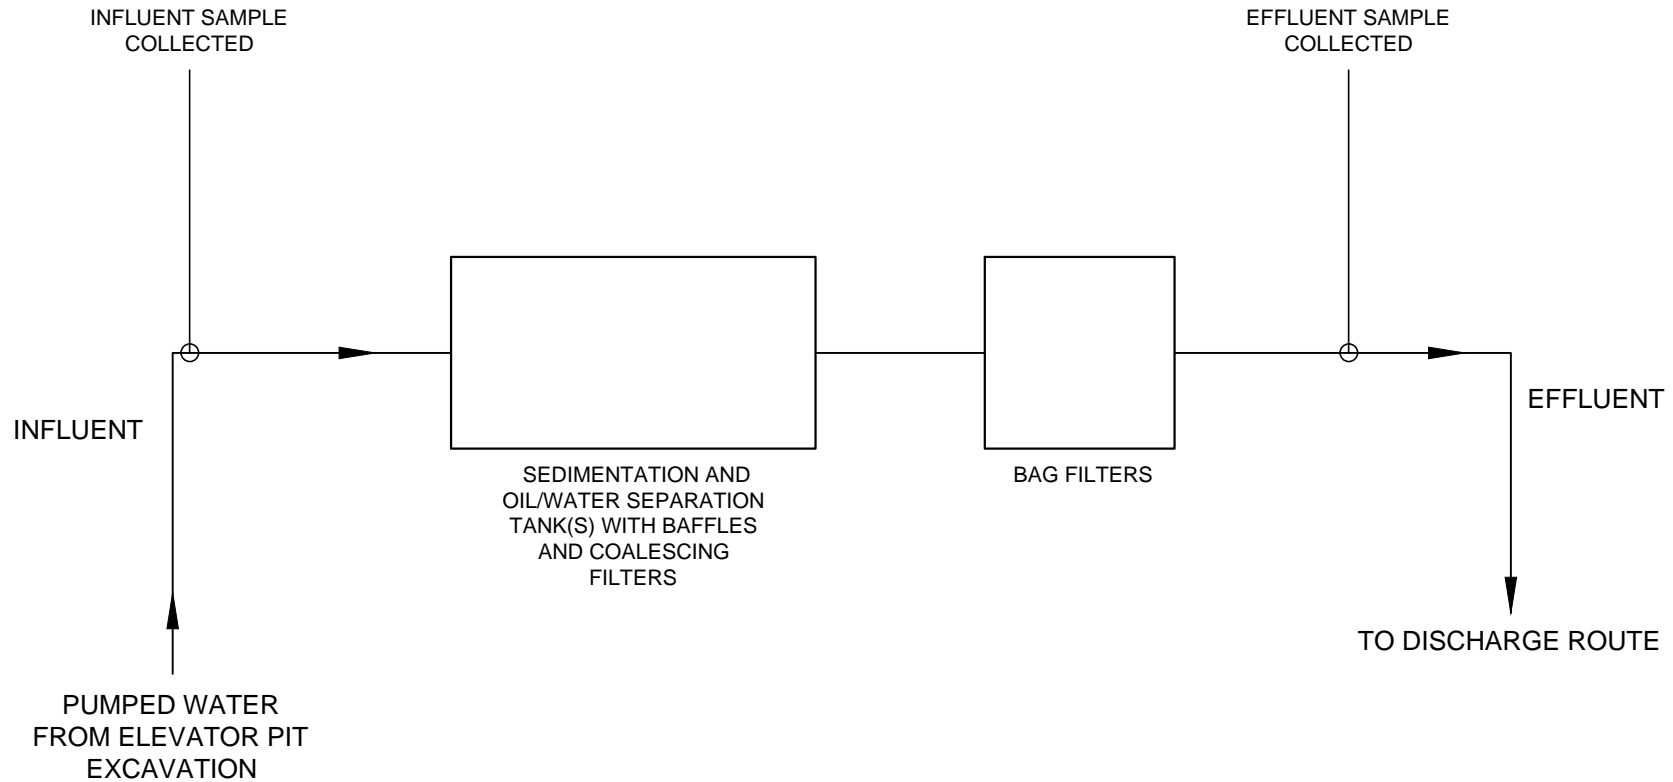 INFLUENT SAMPLE
COLLECTED
EFFLUENT SAMPLE
COLLECTED
INFLUENT
EFFLUENT
SEDIMENTATION AND
OIL/WATER SEPARATION
TANK(S) WITH BAFFLES
AND COALESCING
FILTERS
BAG FILTERS
TO DISCHARGE ROUTE
PUMPED WATER
FROM ELEVATOR PIT
EXCAVATION